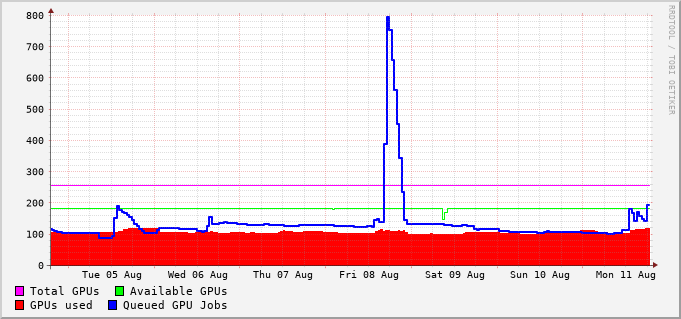 800
700
600
500
400
300
200
100
0
Tue 05 Aug Wed 06 Aug Thu 07 Aug Fri 08 Aug Sat 09 Aug Sun 10 Aug Mon 11 Aug
Total GPUs Available GPUs
GPUs used Queued GPU Jobs
RRDTOOL / TOBI OETIKER